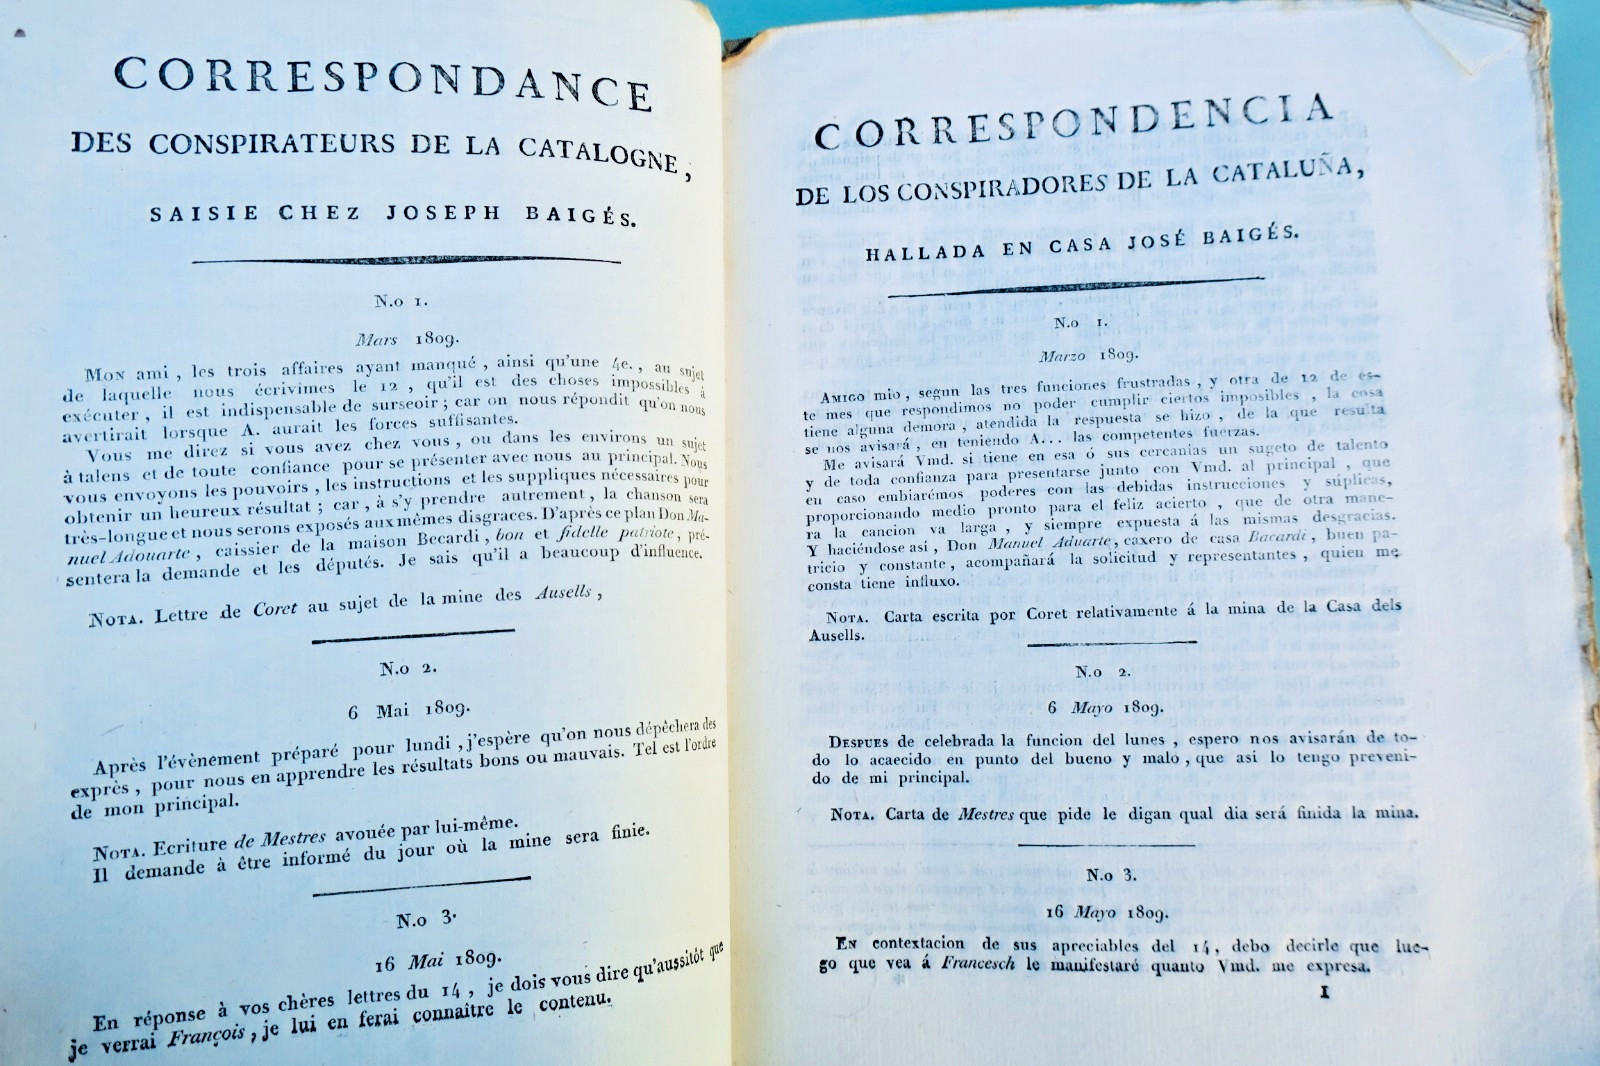 CORRESPONDANCE
DES CONSPIRATEURS DE LA CATALOGNE,
SAISIE CHEZ JOSEPH BAIGÉS.
N.o 1.
Mars 1809.
MON ami, les trois affaires ayant manqué, ainsi qu'une 4e., au sujet
de laquelle nous écrivîmes le 12, qu'il est des choses impossibles à
exécuter, il est indispensable de surseoir; car on nous répondit qu'on nous
avertirait lorsque A. aurait les forces suffisantes.
Vous me direz si vous avez chez vous, ou dans les environs un sujet
à talens et de toute confiance pour se présenter avec nous au principal. Nous
vous envoyons les pouvoirs, les instructions et les suppliques nécessaires pour
obtenir un heureux résultat; car, à s'y prendre autrement, la chanson sera
très-longue et nous serons exposés aux mêmes disgraces. D'après ce plan Don Ma-
nuel Adouarte, caissier de la maison Becardi, bon et fidelle patriote, pré-
sentera la demande et les députés. Je sais qu'il a beaucoup d'influence.
NOTA. Lettre de Coret au sujet de la mine des Ausells,
N.o 2.
6 Mai 1809.
Après l'évènement préparé pour lundi, j'espère qu'on nous dépêchera des
exprès, pour nous en apprendre les résultats bons ou mauvais. Tel est l'ordre
de mon principal.
NOTA. Ecriture de Mestres avouée par lui-même.
Il demande à être informé du jour où la mine sera finie.
N.o 3.
16 Mai 1809.
En réponse à vos chères lettres du 14, je dois vous dire qu'aussitôt que
je verrai François, je lui en ferai connaître le contenu.
CORRESPONDENCIA
DE LOS CONSPIRADORES DE LA CATALUÑA,
HALLADA EN CASA JOSÉ BAIGÉS.
N.o 1.
Marzo 1809.
AMIGO mio, segun las tres funciones frustradas, y otra de 12 de es-
te mes que respondimos no poder cumplir ciertos imposibles, la cosa
tiene alguna demora, atendida la respuesta se hizo, de la que resulta
se nos avisará, en teniendo A... las competentes fuerzas.
Me avisará Vmd. si tiene en esa ó sus cercanias un sugeto de talento
y de toda confianza para presentarse junto con Vmd. al principal, que
en caso embiarémos poderes con las debidas instrucciones y súplicas,
proporcionando medio pronto para el feliz acierto, que de otra mane-
ra la cancion va larga, y siempre expuesta á las mismas desgracias.
Y haciéndose asi, Don Manuel Aduarte, caxero de casa Bacardi, buen pa-
tricio y constante, acompañará la solicitud y representantes, quien me
consta tiene influxo.
NOTA. Carta escrita por Coret relativamente á la mina de la Casa dels
Ausells.
N.o 2.
6 Mayo 1809.
DESPUES de celebrada la funcion del lunes, espero nos avisarán de to-
do lo acaecido en punto del bueno y malo, que asi lo tengo preveni-
do de mi principal.
NOTA. Carta de Mestres que pide le digan qual dia será finida la mina.
N.o 3.
16 Mayo 1809.
EN contextacion de sus apreciables del 14, debo decirle que lue-
go que vea á Francesch le manifestaré quanto Vmd. me expresa.
I